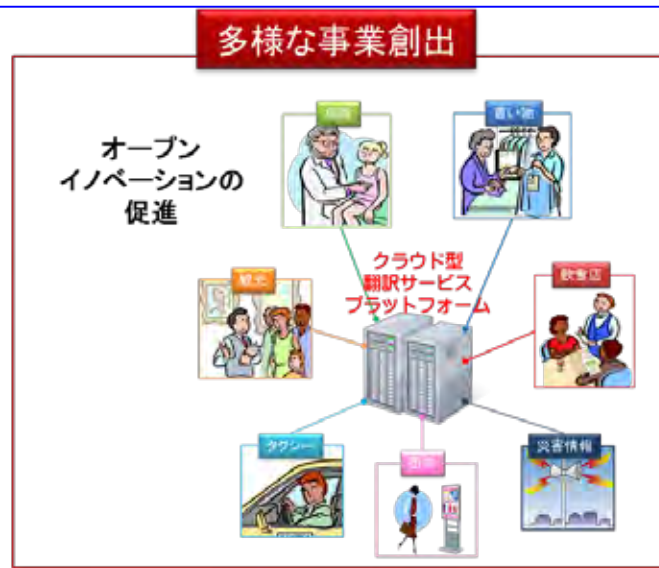 多様な事業創出
オープン
イノベーションの
促進
病院
買い物
クラウド型
翻訳サービス
プラットフォーム
観光
飲食店
タクシー
災害情報